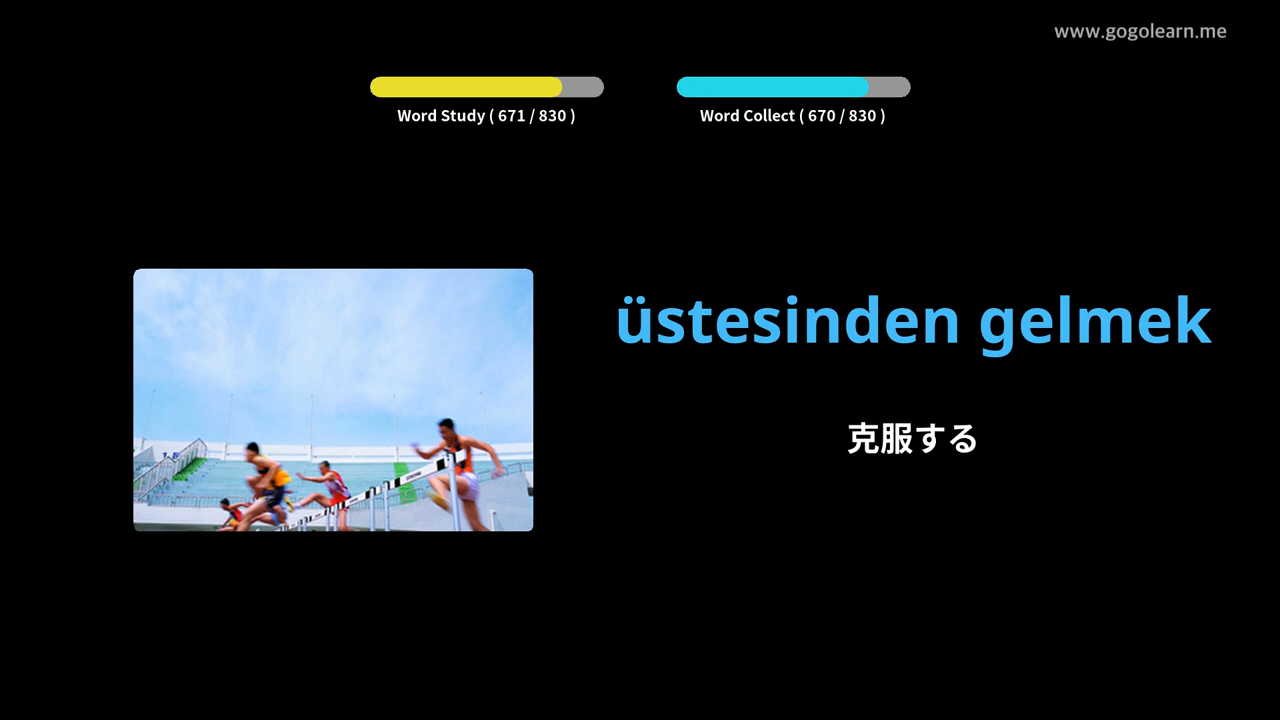 www.gogolearn.me
Word Study ( 671 / 830 )
Word Collect ( 670 / 830 )
üstesinden gelmek
克服する